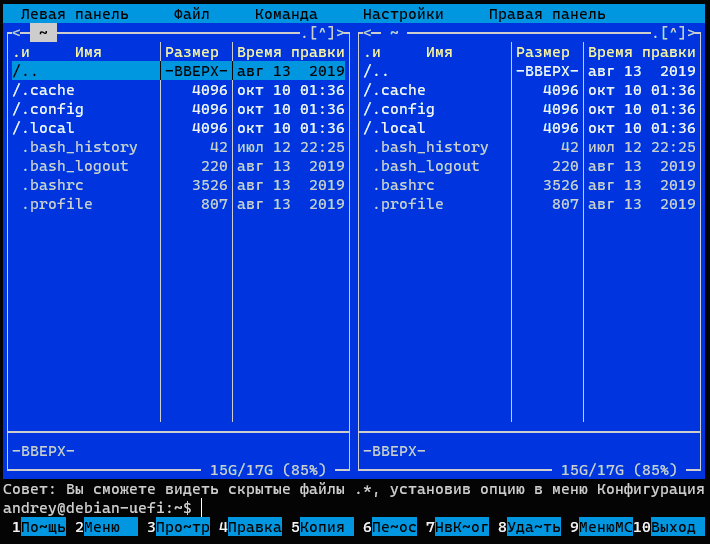 Левая панель Файл Команда Настройки Правая панель
<─ ~ ──.[^]>┐ ┌<─ ~ ──.[^]>
.и Имя Размер Время правки .и Имя Размер Время правки
/.. -ВВЕРХ- авг 13 2019 /.. -ВВЕРХ- авг 13 2019
/.cache 4096 окт 10 01:36 /.cache 4096 окт 10 01:36
/.config 4096 окт 10 01:36 /.config 4096 окт 10 01:36
/.local 4096 окт 10 01:36 /.local 4096 окт 10 01:36
.bash_history 42 июл 12 22:25 .bash_history 42 июл 12 22:25
.bash_logout 220 авг 13 2019 .bash_logout 220 авг 13 2019
.bashrc 3526 авг 13 2019 .bashrc 3526 авг 13 2019
.profile 807 авг 13 2019 .profile 807 авг 13 2019
-ВВЕРХ- -ВВЕРХ-
15G/17G (85%) 15G/17G (85%)
Совет: Вы сможете видеть скрытые файлы .*, установив опцию в меню Конфигурация
andrey@debian-uefi:~$
1По~щь 2Меню 3Про~тр 4Правка 5Копия 6Пе~ос 7НвК~ог 8Уда~ть 9МенюMC 10Выход